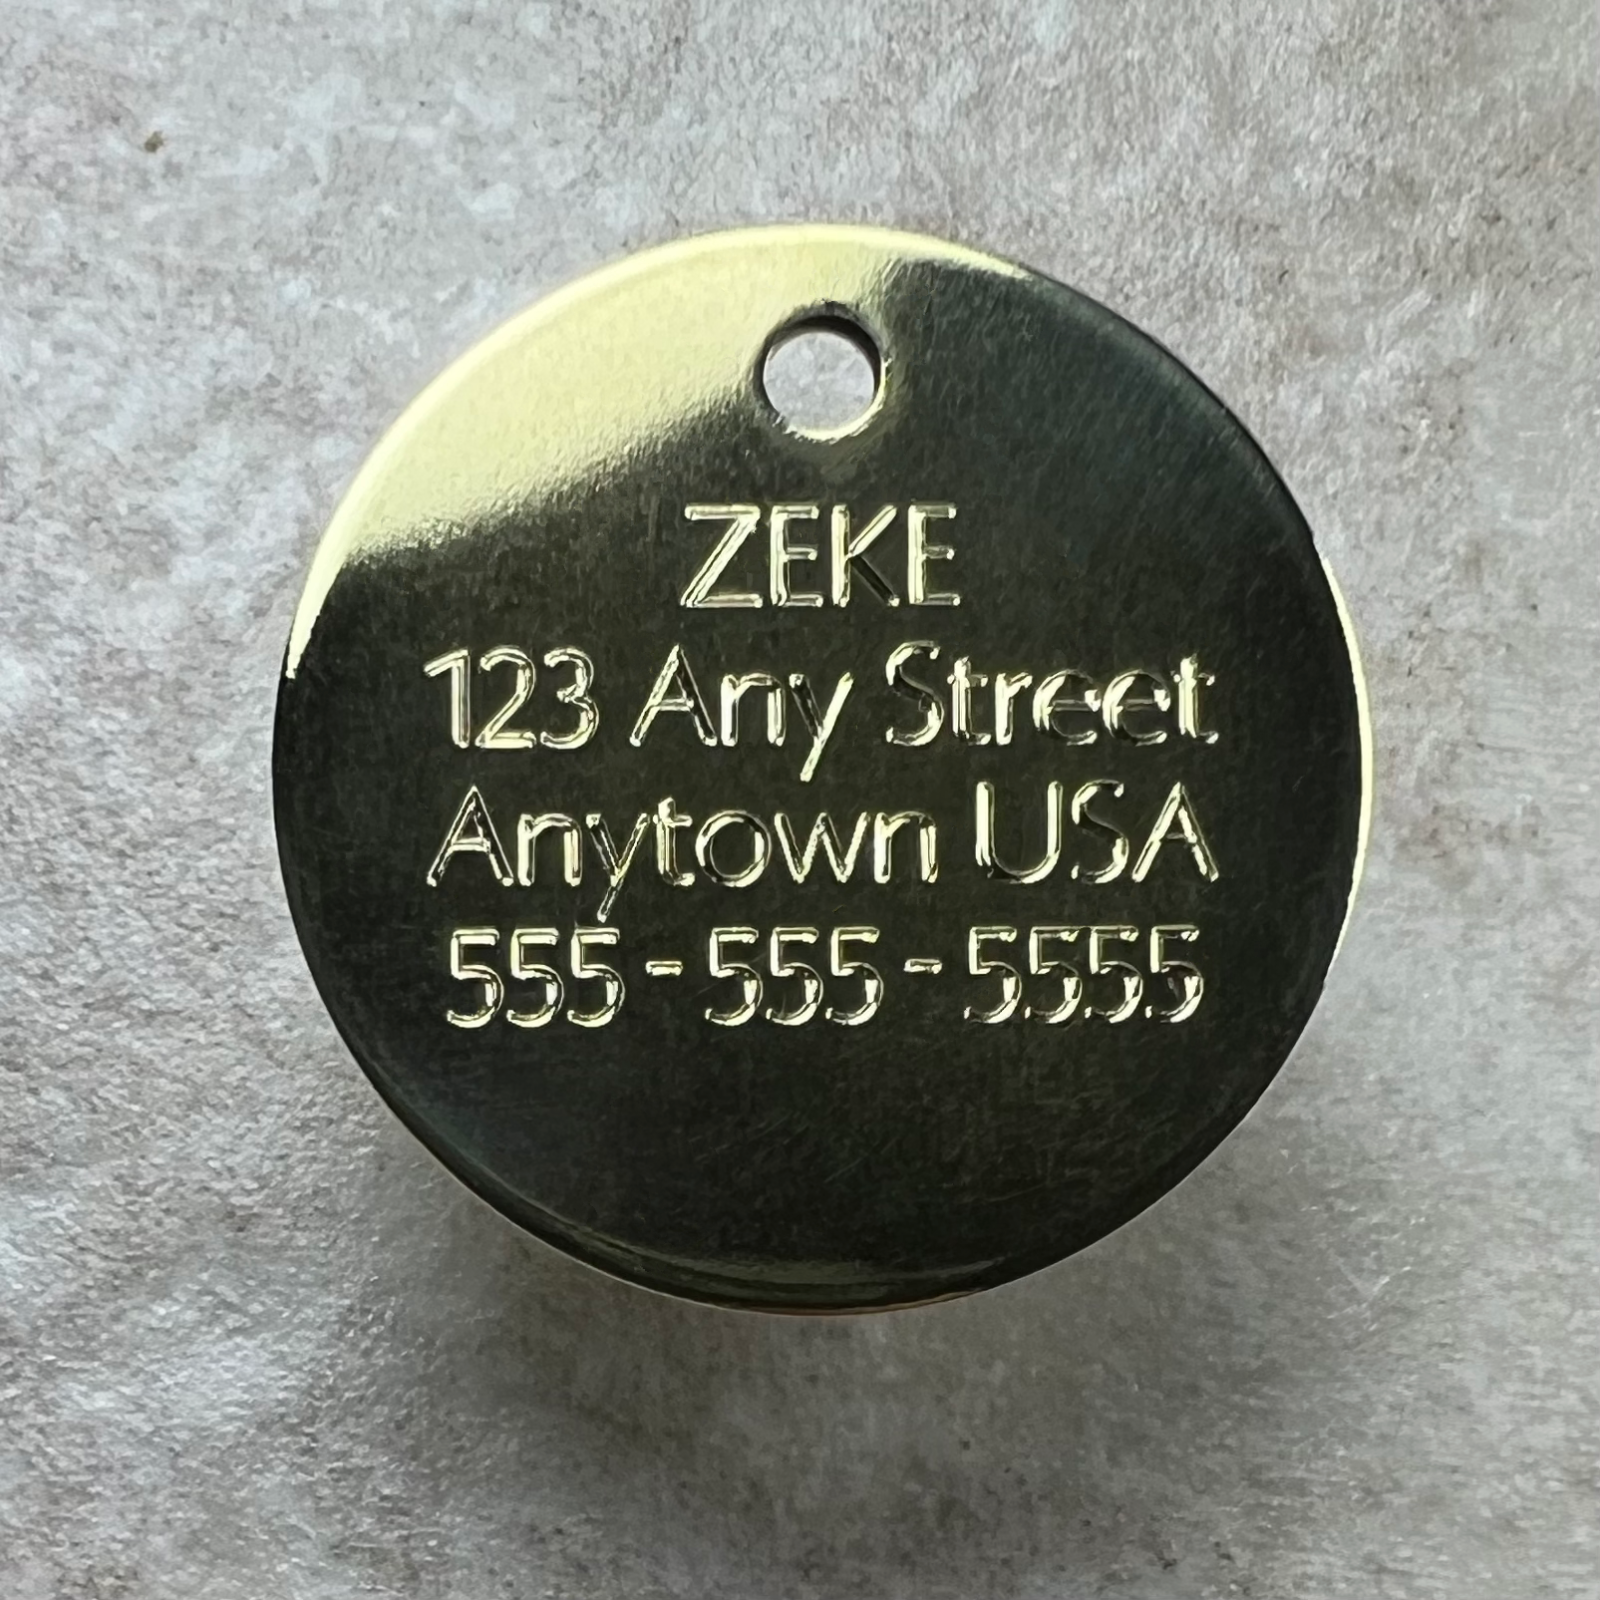 ZEKE
123 Any Street
Anytown USA
555 - 555 - 5555